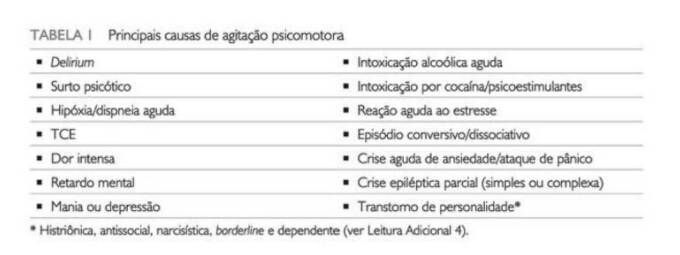 TABELA I Principais causas de agitação psicomotora
▪ Delirium ▪ Intoxicação alcoólica aguda
▪ Surto psicótico ▪ Intoxicação por cocaína/psicoestimulantes
▪ Hipóxia/dispneia aguda ▪ Reação aguda ao estresse
▪ TCE ▪ Episódio conversivo/dissociativo
▪ Dor intensa ▪ Crise aguda de ansiedade/ataque de pânico
▪ Retardo mental ▪ Crise epiléptica parcial (simples ou complexa)
▪ Mania ou depressão ▪ Transtorno de personalidade*
* Histriônica, antissocial, narcisística, borderline e dependente (ver Leitura Adicional 4).